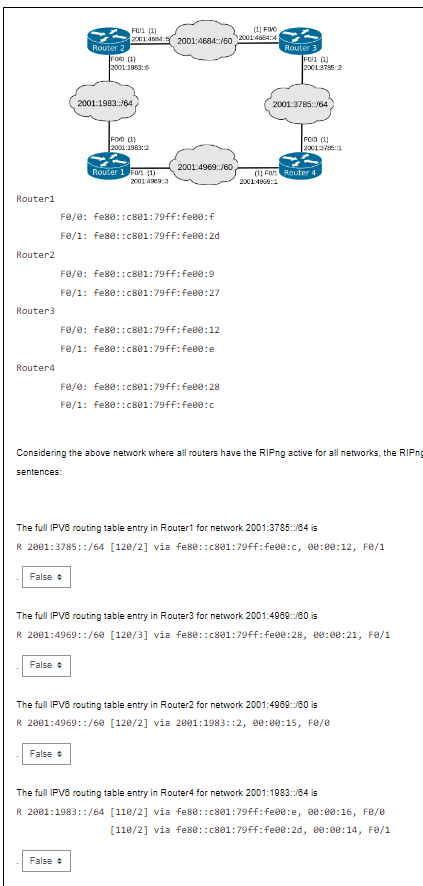 F0/1 (1)
2001:4684::5
Router 2
2001:4684::/60
(1) F0/0
2001:4684::4
Router 3
F0/0 (1)
2001:1983::6
F0/1 (1)
2001:3785::2
2001:1983::/64
2001:3785::/64
F0/0 (1)
2001:1983::2
F0/0 (1)
2001:3785::1
Router 1
F0/1 (1)
2001:4969::3
2001:4969::/60
(1) F0/1
2001:4969::1
Router 4
Router1
F0/0: fe80::c801:79ff:fe00:f
F0/1: fe80::c801:79ff:fe00:2d
Router2
F0/0: fe80::c801:79ff:fe00:9
F0/1: fe80::c801:79ff:fe00:27
Router3
F0/0: fe80::c801:79ff:fe00:12
F0/1: fe80::c801:79ff:fe00:e
Router4
F0/0: fe80::c801:79ff:fe00:28
F0/1: fe80::c801:79ff:fe00:c
Considering the above network where all routers have the RIPng active for all networks, the RIPng
sentences:
The full IPV6 routing table entry in Router1 for network 2001:3785::/64 is
R 2001:3785::/64 [120/2] via fe80::c801:79ff:fe00:c, 00:00:12, F0/1
. False
The full IPV6 routing table entry in Router3 for network 2001:4969::/60 is
R 2001:4969::/60 [120/3] via fe80::c801:79ff:fe00:28, 00:00:21, F0/1
. False
The full IPV6 routing table entry in Router2 for network 2001:4969::/60 is
R 2001:4969::/60 [120/2] via 2001:1983::2, 00:00:15, F0/0
. False
The full IPV6 routing table entry in Router4 for network 2001:1983::/64 is
R 2001:1983::/64 [110/2] via fe80::c801:79ff:fe00:e, 00:00:16, F0/0
[110/2] via fe80::c801:79ff:fe00:2d, 00:00:14, F0/1
. False